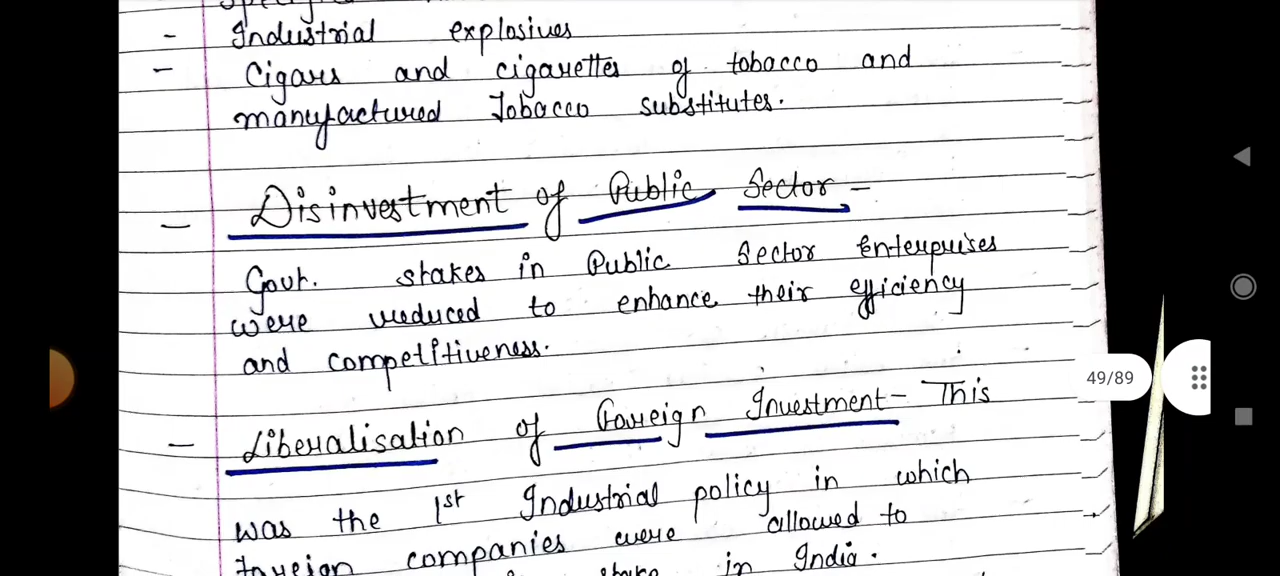 - Industrial explosives
- Cigars and cigarettes of tobacco and
manufactured Tobacco substitutes.
- Disinvestment of Public Sector -
Govt. stakes in Public Sector Enterprises
were reduced to enhance their efficiency
and competitiveness.
- Liberalisation of Foreign Investment - This
was the 1st Industrial policy in which
foreign companies were allowed to
in India.
49/89